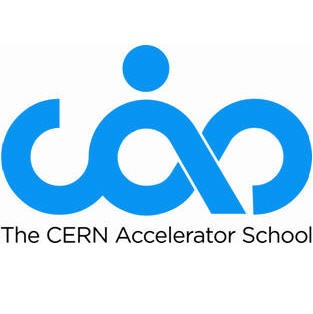 The CERN Accelerator School